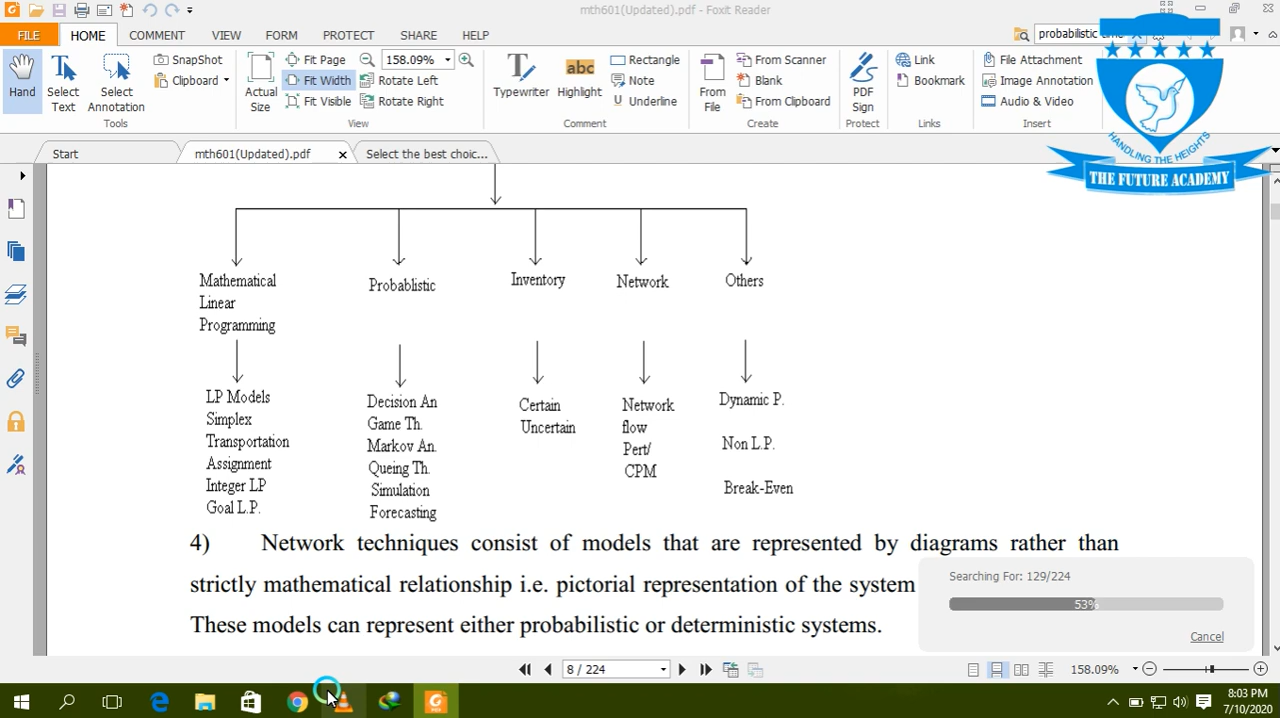 mth601(Updated).pdf - Foxit Reader
FILE HOME COMMENT VIEW FORM PROTECT SHARE HELP
probabilistic
Hand
Select Text
Select Annotation
SnapShot
Clipboard
Tools
Actual Size
Fit Page
Fit Width
Fit Visible
158.09%
Rotate Left
Rotate Right
View
Typewriter
Highlight
Rectangle
Note
Underline
Comment
From File
From Scanner
Blank
From Clipboard
Create
PDF Sign
Protect
Link
Bookmark
Links
File Attachment
Image Annotation
Audio & Video
Insert
HANDLING THE HEIGHTS
THE FUTURE ACADEMY
Start
mth601(Updated).pdf
Select the best choic...
Mathematical
Linear
Programming
Probablistic
Inventory
Network
Others
LP Models
Simplex
Transportation
Assignment
Integer LP
Goal L.P.
Decision An
Game Th.
Markov An.
Queing Th.
Simulation
Forecasting
Certain
Uncertain
Network
flow
Pert/
CPM
Dynamic P.
Non L.P.
Break-Even
4) Network techniques consist of models that are represented by diagrams rather than
strictly mathematical relationship i.e. pictorial representation of the system
These models can represent either probabilistic or deterministic systems.
Searching For: 129/224
53%
Cancel
8 / 224
158.09%
8:03 PM
7/10/2020